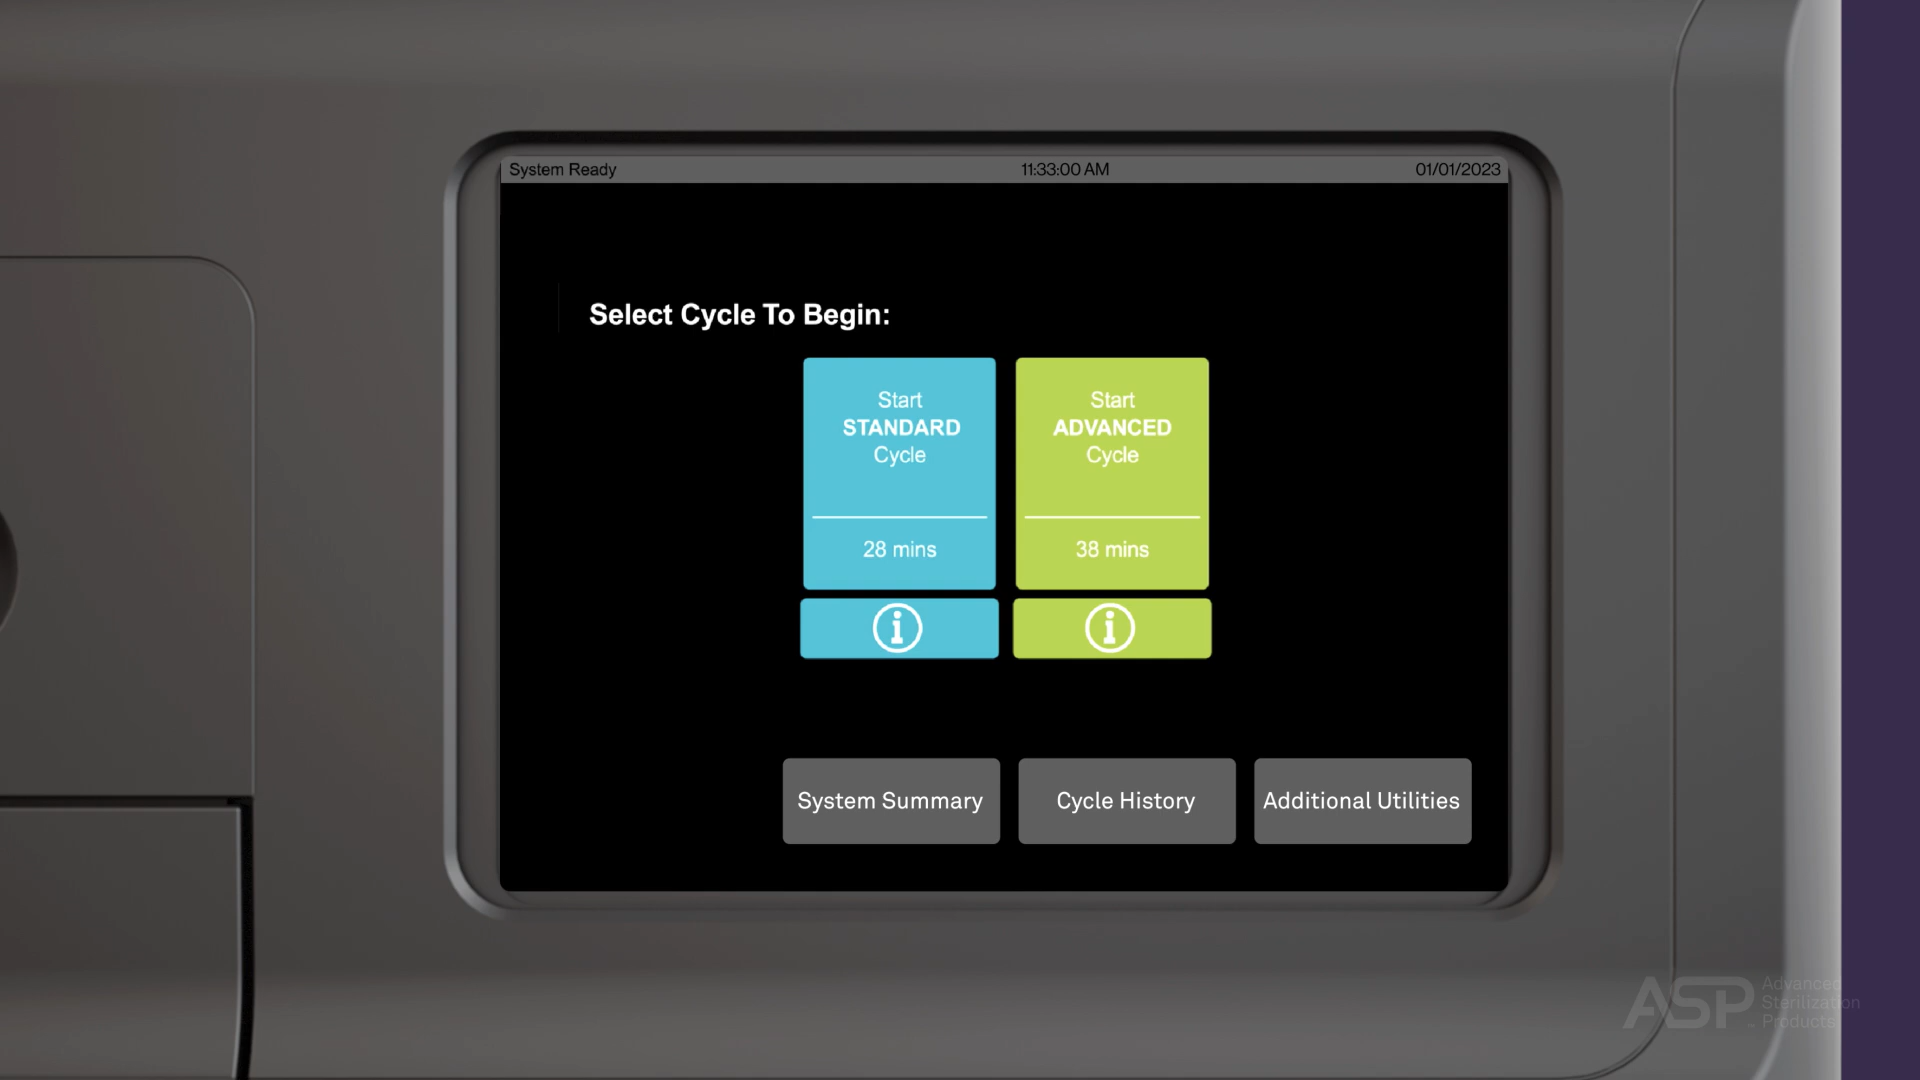 System Ready
11:33:00 AM
01/01/2023
Select Cycle To Begin:
Start
STANDARD
Cycle
28 mins
Start
ADVANCED
Cycle
38 mins
System Summary
Cycle History
Additional Utilities
ASP
Advanced
Sterilization
Products